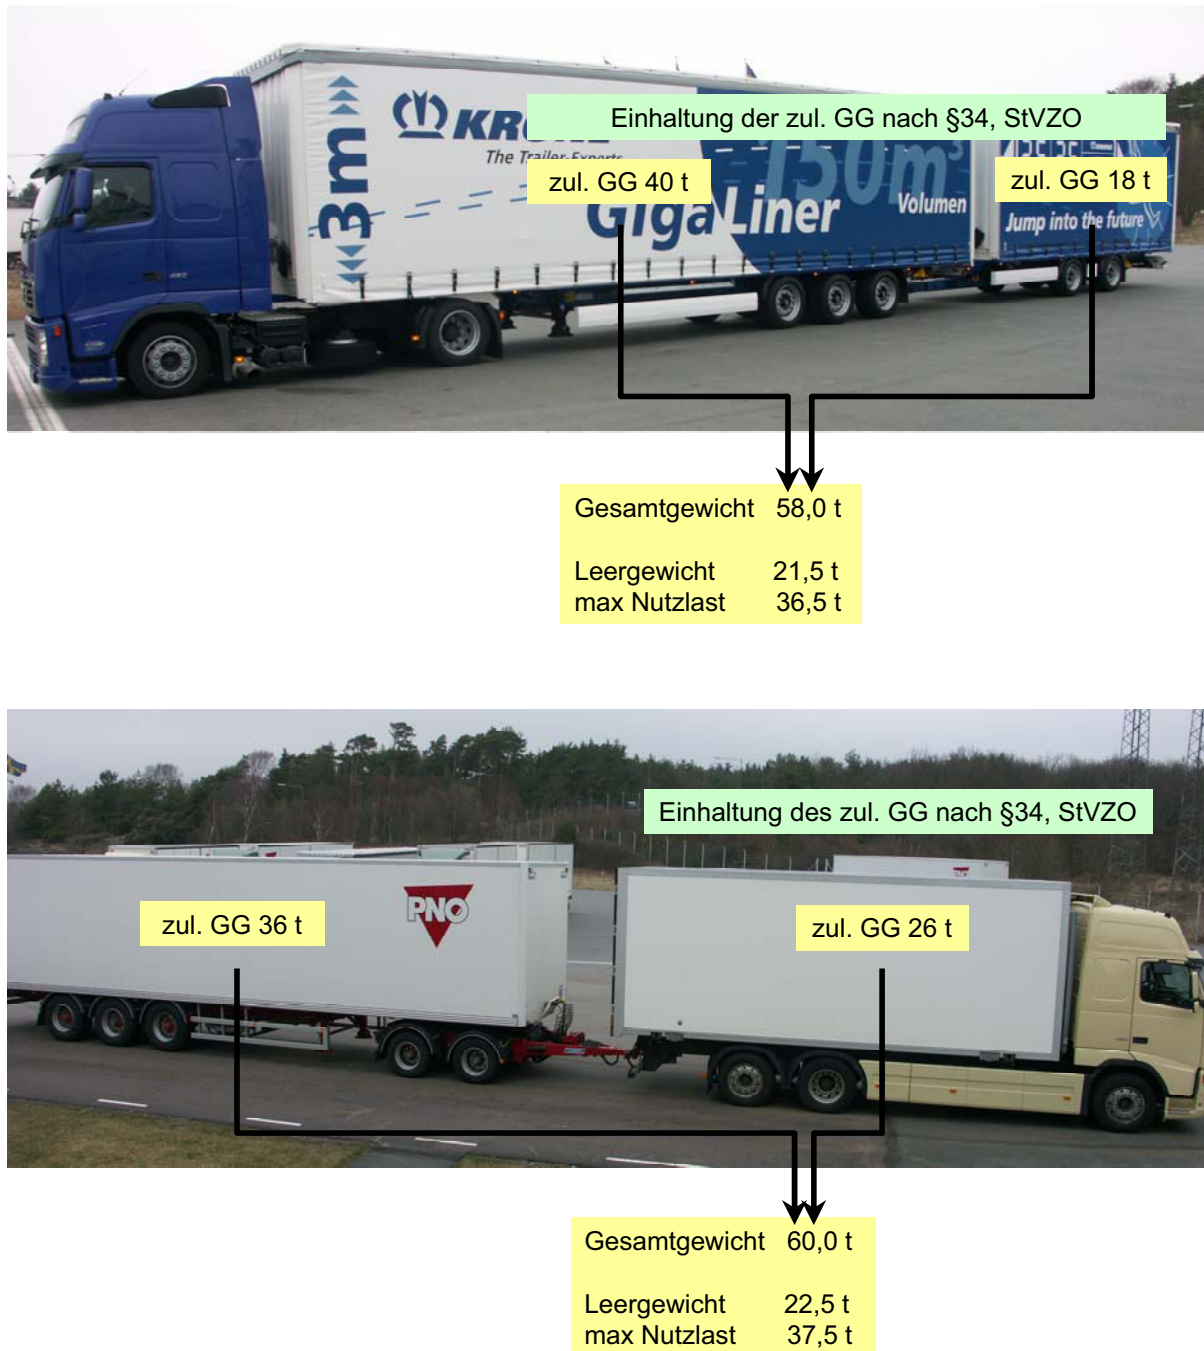 3m
KR
The Trailer-Experts
Einhaltung der zul. GG nach §34, StVZO
zul. GG 40 t
zul. GG 18 t
150m³
GigaLiner
Volumen
Jump into the future
480
Gesamtgewicht 58,0 t
Leergewicht 21,5 t
max Nutzlast 36,5 t
Einhaltung des zul. GG nach §34, StVZO
PNO
zul. GG 36 t
zul. GG 26 t
Gesamtgewicht 60,0 t
Leergewicht 22,5 t
max Nutzlast 37,5 t